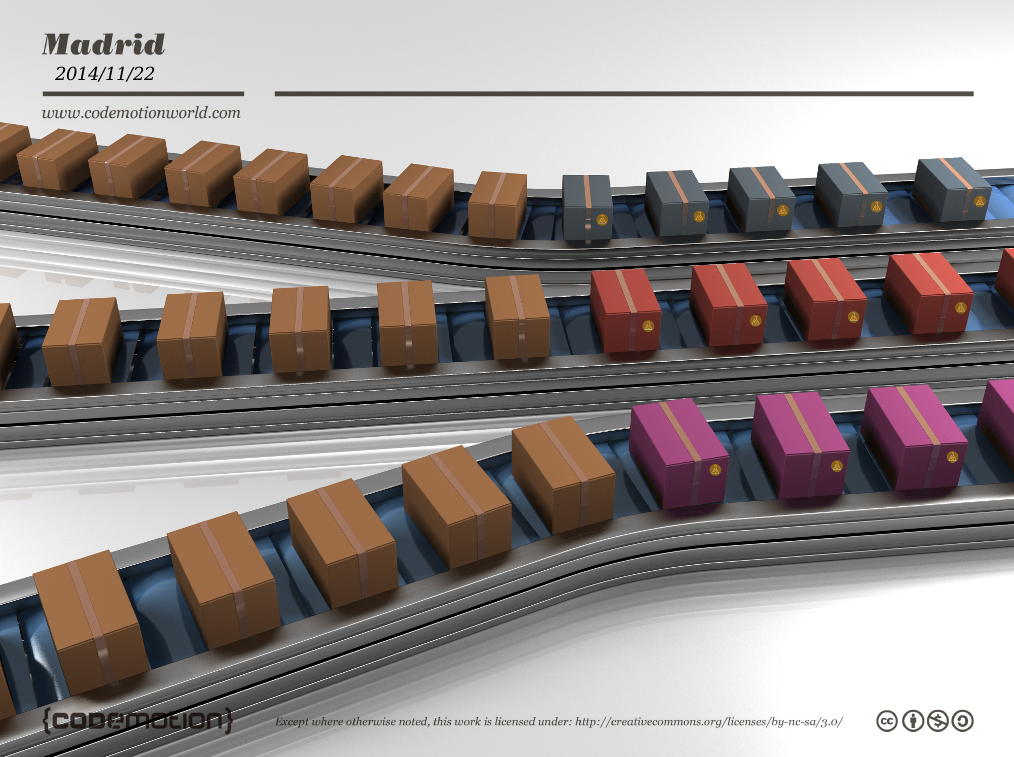 Madrid
2014/11/22
www.codemotionworld.com
{codemotion}
Except where otherwise noted, this work is licensed under: http://creativecommons.org/licenses/by-nc-sa/3.0/
cc